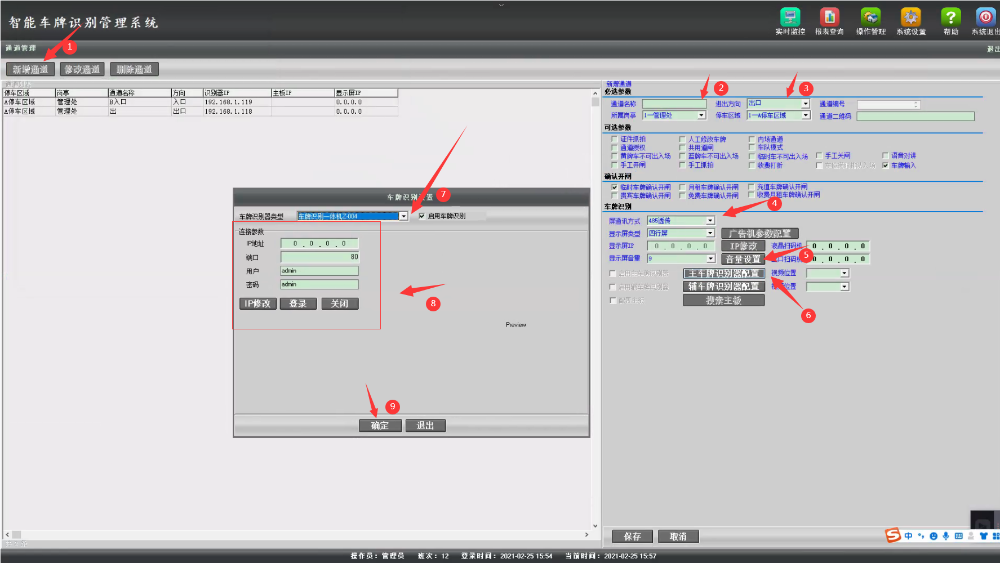 智能车牌识别管理系统
实时监控 报表查询 操作管理 系统设置 帮助 系统退出
通道管理
1
退出
新增通道 修改通道 删除通道
通道列表
停车区域 岗亭 通道名称 方向 识别器IP 主板IP 显示屏IP
A停车区域 管理处 B入口 入口 192.168.1.119 0.0.0.0
A停车区域 管理处 出 出口 192.168.1.118 0.0.0.0
新增通道
必选参数
2
3
通道名称 进出方向 出口 通道编号
所属岗亭 1—管理处 停车区域 1—A停车区域 通道二维码
可选参数
证件抓拍 人工修改车牌 内场通道
通道授权 共用道闸 车队模式
黄牌车不可出入场 蓝牌车不可出入场 临时车不可出入场 手工关闸 语音对讲
手工开闸 手工抓拍 收费打折 车位满时排队入场 车牌输入
确认开闸
临时车牌确认开闸 月租车牌确认开闸 充值车牌确认开闸
贵宾车牌确认开闸 免费车牌确认开闸 收费月租车牌确认开闸
车牌识别
4
屏通讯方式 485透传
显示屏类型 四行屏 广告机参数配置
显示屏IP 0 . 0 . 0 . 0 IP修改 液晶扫码机 0 . 0 . 0 . 0
显示屏音量 9 音量设置 5 出口扫码机 0 . 0 . 0 . 0
启用主车牌识别器 主车牌识别器配置 视频位置
启用辅车牌识别器 辅车牌识别器配置 视频位置
配置主板 搜索主板
6
车牌识别设置
7
车牌识别器类型 车牌识别一体机Z-004 启用车牌识别
连接参数
IP地址 0 . 0 . 0 . 0
端口 80
用户 admin
密码 admin
IP修改 登录 关闭
8
Preview
9
确定 退出
保存 取消
中
共 2 条
操作员：管理员 班次：12 登录时间：2021-02-25 15:54 当前时间：2021-02-25 15:57